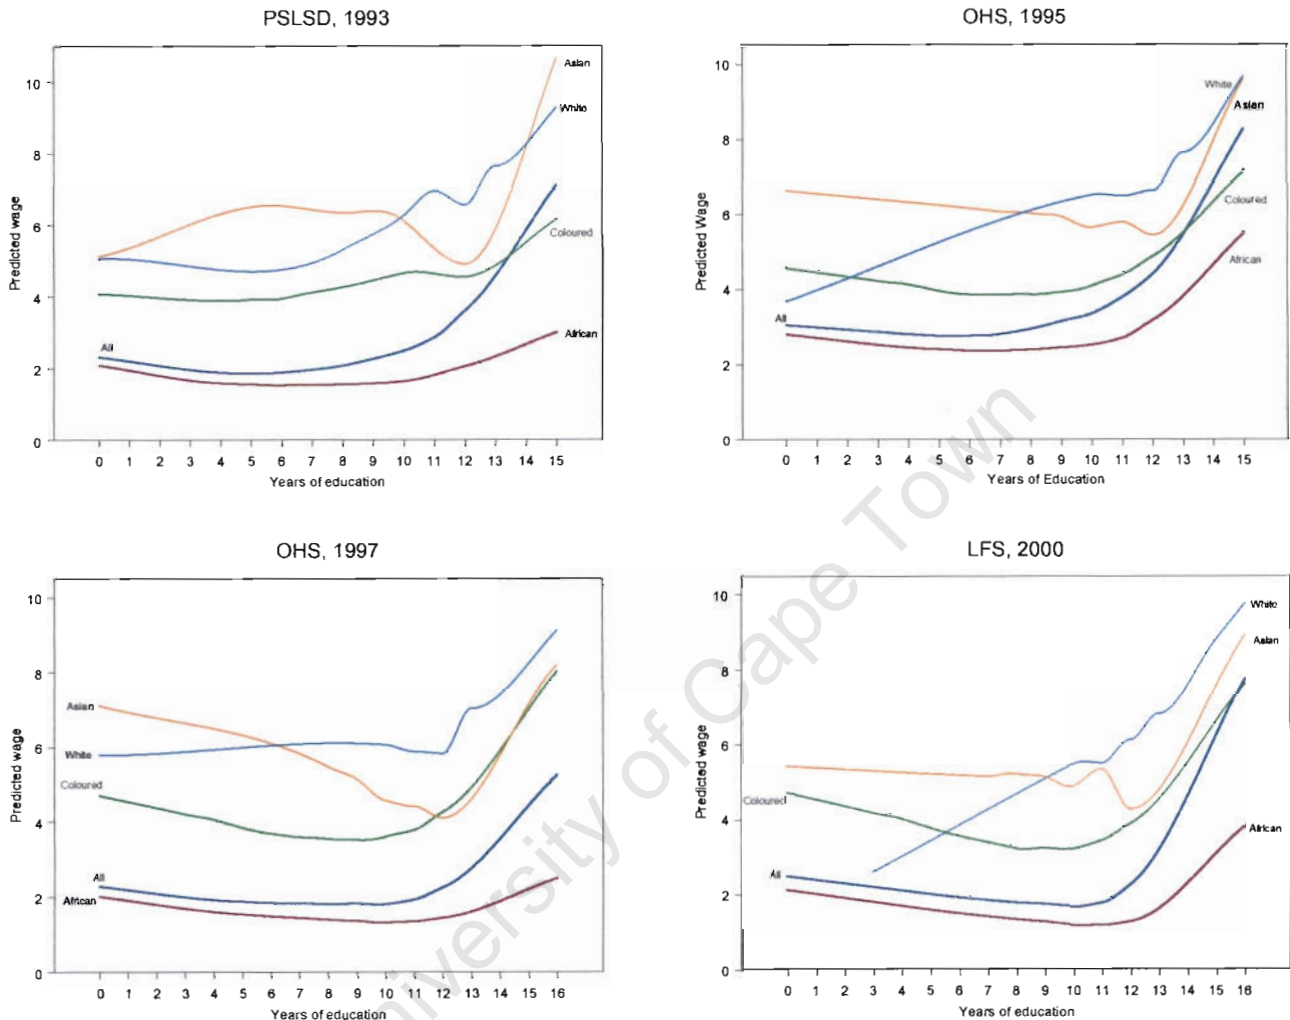 PSLSD, 1993
Predicted wage
10
8
6
4
2
0
Asian
White
Coloured
All
African
0 1 2 3 4 5 6 7 8 9 10 11 12 13 14 15
Years of education
OHS, 1995
Predicted Wage
10
8
6
4
2
0
White
Asian
Coloured
All
African
0 1 2 3 4 5 6 7 8 9 10 11 12 13 14 15
Years of Education
OHS, 1997
Predicted wage
10
8
6
4
2
0
Asian
White
Coloured
All
African
0 1 2 3 4 5 6 7 8 9 10 11 12 13 14 15 16
Years of education
LFS, 2000
Predicted wage
10
8
6
4
2
0
White
Asian
Coloured
All
African
0 1 2 3 4 5 6 7 8 9 10 11 12 13 14 15 16
Years of education
University of Cape Town